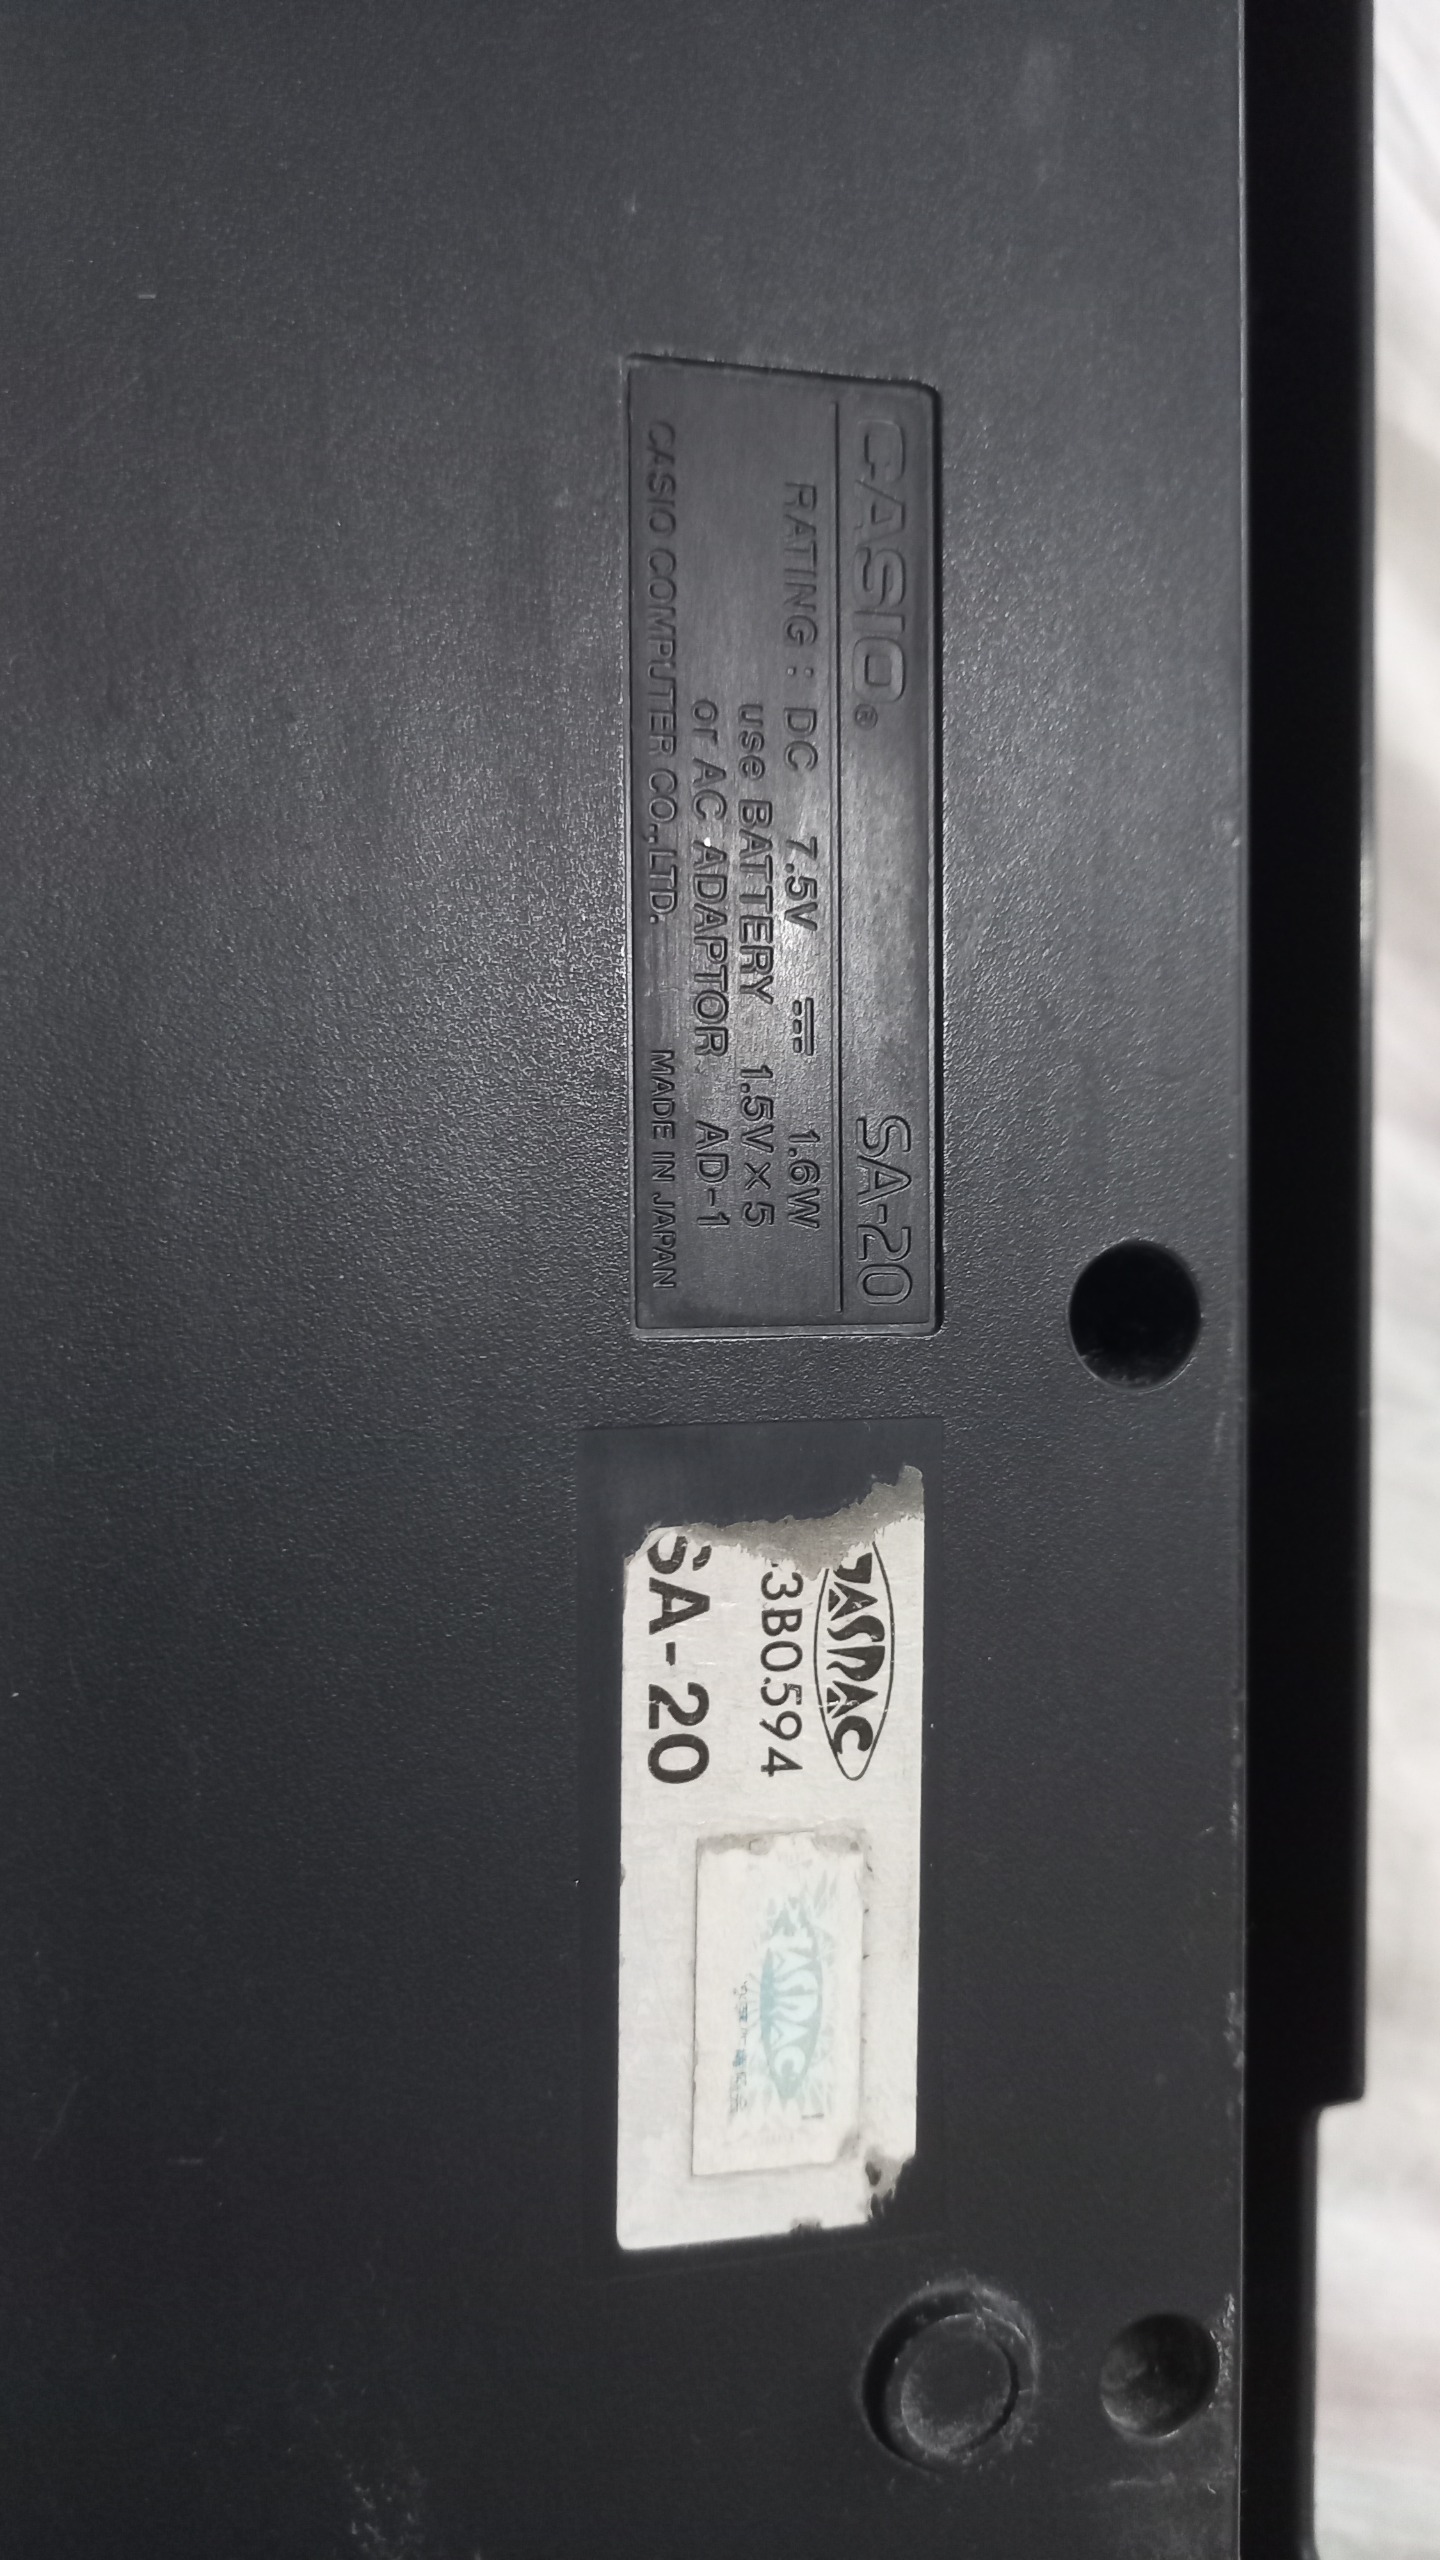 CASIO® SA-20
RATING : DC 7.5V ⎓ 1.6W
use BATTERY 1.5V×5
or AC ADAPTOR AD-1
CASIO COMPUTER CO.,LTD. MADE IN JAPAN
3B0594
SA-20